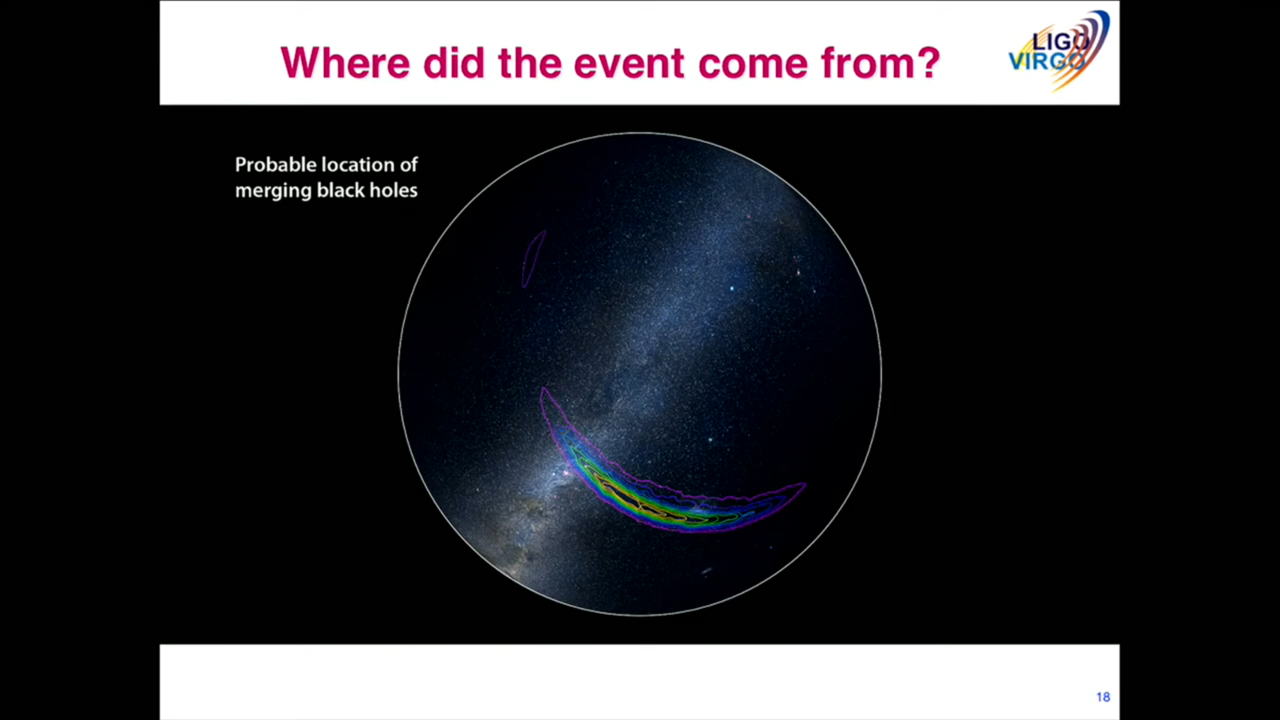 Where did the event come from?
LIGO
VIRGO
Probable location of
merging black holes
18